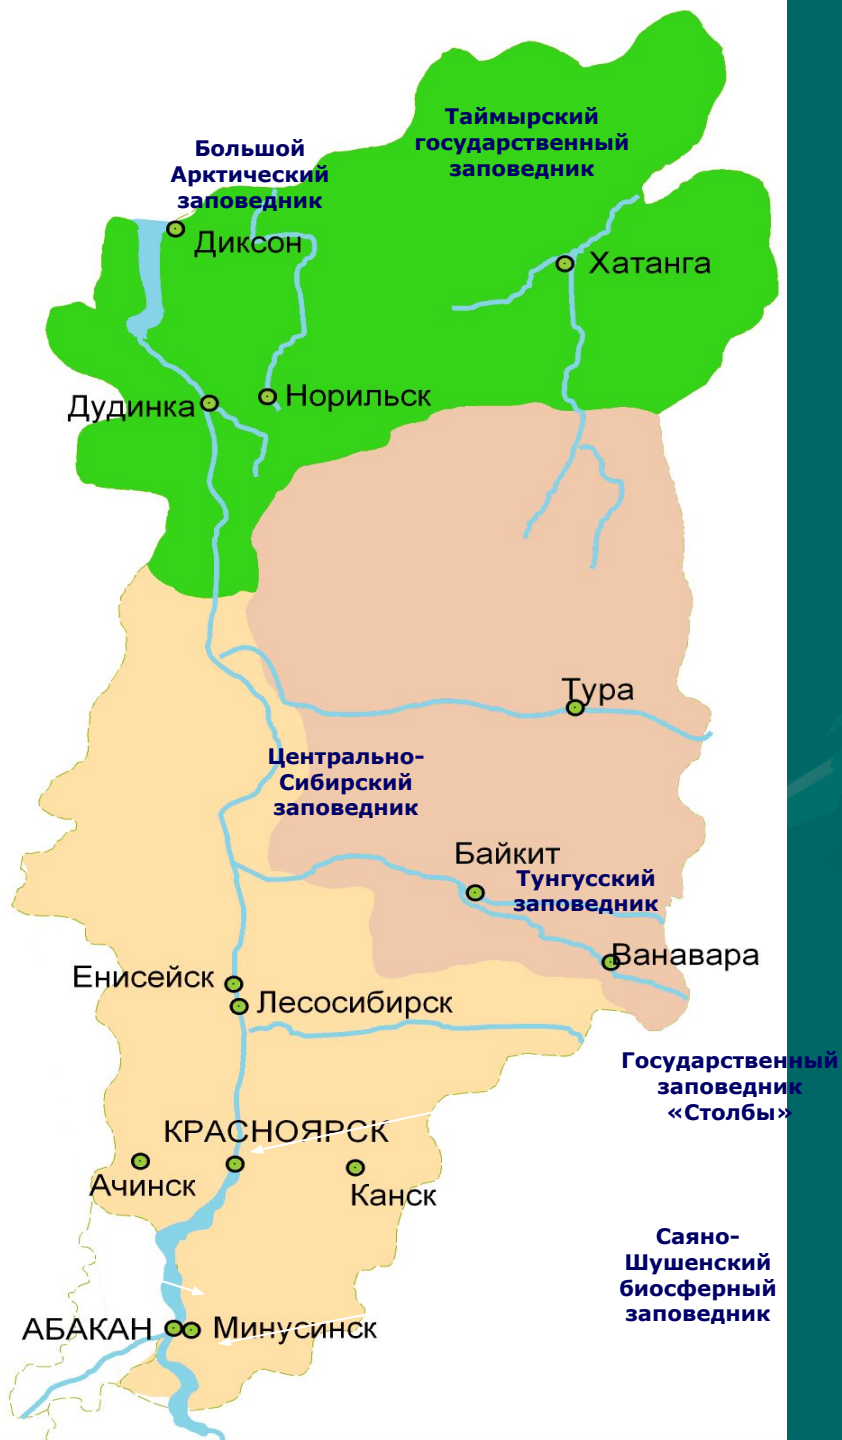 Таймырский
государственный
заповедник
Большой
Арктический
заповедник
Диксон
Хатанга
Норильск
Дудинка
Тура
Центрально-
Сибирский
заповедник
Байкит
Тунгусский
заповедник
Ванавара
Енисейск
Лесосибирск
Государственный
заповедник
«Столбы»
КРАСНОЯРСК
Ачинск
Канск
Саяно-
Шушенский
биосферный
заповедник
АБАКАН
Минусинск